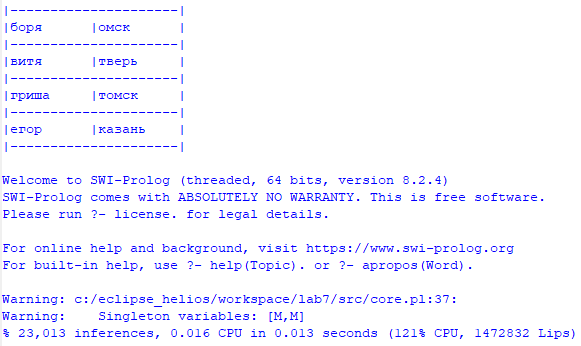 |---------------------|
|боря      |омск      |
|---------------------|
|витя      |тверь     |
|---------------------|
|гриша     |томск     |
|---------------------|
|егор      |казань    |
|---------------------|
Welcome to SWI-Prolog (threaded, 64 bits, version 8.2.4)
SWI-Prolog comes with ABSOLUTELY NO WARRANTY. This is free software.
Please run ?- license. for legal details.
For online help and background, visit https://www.swi-prolog.org
For built-in help, use ?- help(Topic). or ?- apropos(Word).
Warning: c:/eclipse_helios/workspace/lab7/src/core.pl:37:
Warning:    Singleton variables: [M,M]
% 23,013 inferences, 0.016 CPU in 0.013 seconds (121% CPU, 1472832 Lips)